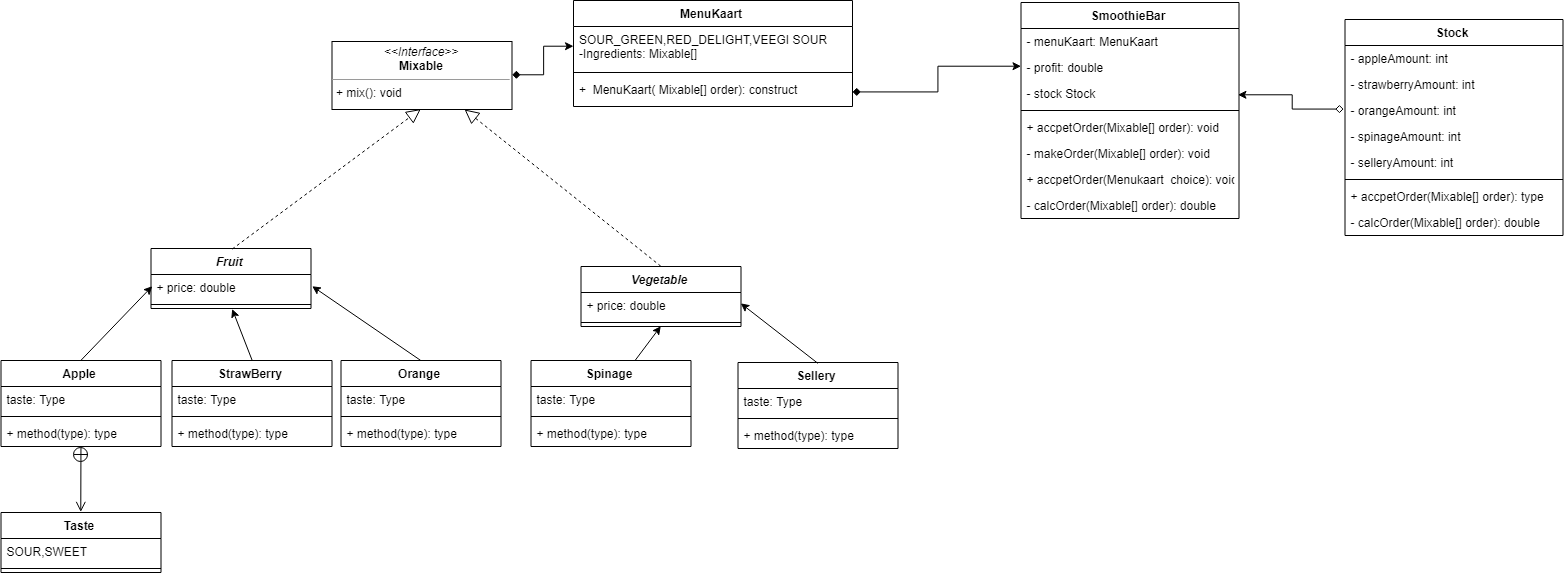 <<Interface>>
Mixable
+ mix(): void
MenuKaart
SOUR_GREEN,RED_DELIGHT,VEEGI SOUR
-Ingredients: Mixable[]
+ MenuKaart( Mixable[] order): construct
SmoothieBar
- menuKaart: MenuKaart
- profit: double
- stock Stock
+ accpetOrder(Mixable[] order): void
- makeOrder(Mixable[] order): void
+ accpetOrder(Menukaart choice): voi
- calcOrder(Mixable[] order): double
Stock
- appleAmount: int
- strawberryAmount: int
- orangeAmount: int
- spinageAmount: int
- selleryAmount: int
+ accpetOrder(Mixable[] order): type
- calcOrder(Mixable[] order): double
Fruit
+ price: double
Vegetable
+ price: double
Apple
taste: Type
+ method(type): type
StrawBerry
taste: Type
+ method(type): type
Orange
taste: Type
+ method(type): type
Spinage
taste: Type
+ method(type): type
Sellery
taste: Type
+ method(type): type
Taste
SOUR,SWEET